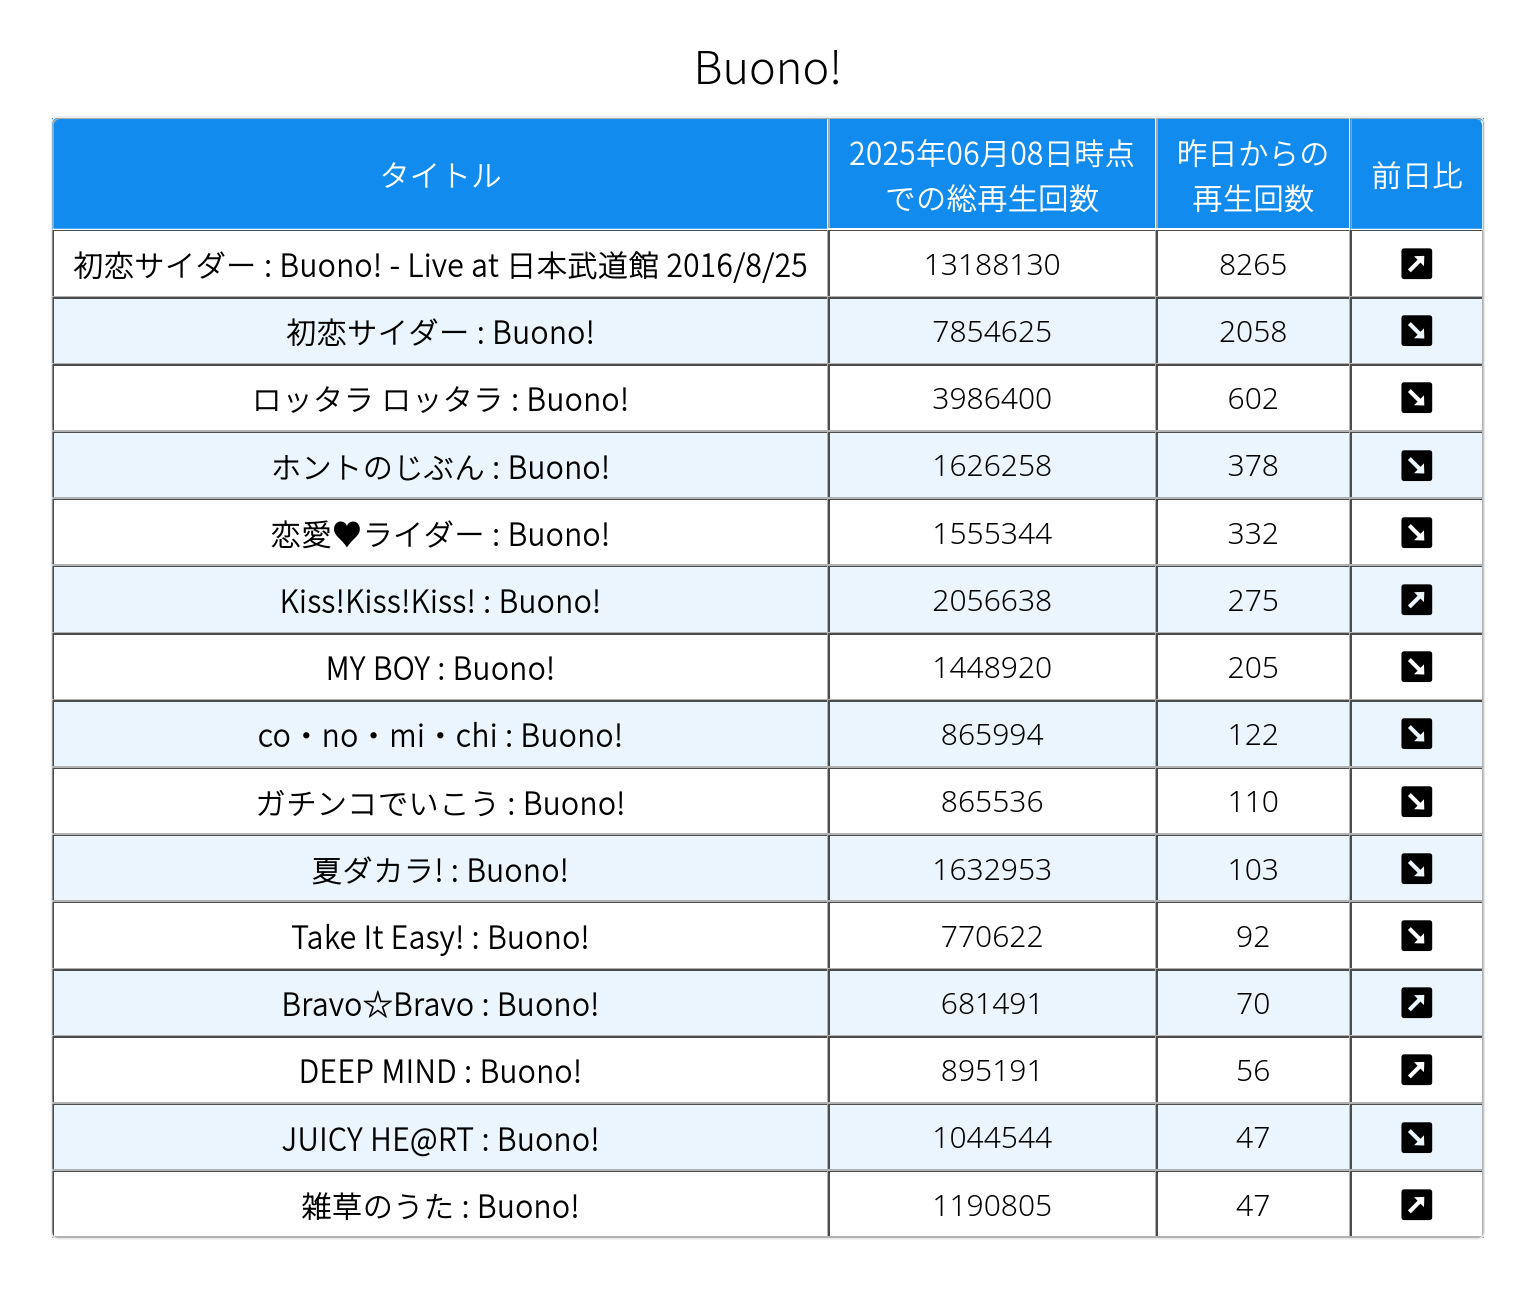 Buono!
タイトル 2025年06月08日時点での総再生回数 昨日からの再生回数 前日比
初恋サイダー : Buono! - Live at 日本武道館 2016/8/25 13188130 8265 ↗
初恋サイダー : Buono! 7854625 2058 ↘
ロッタラ ロッタラ : Buono! 3986400 602 ↘
ホントのじぶん : Buono! 1626258 378 ↘
恋愛♥ライダー : Buono! 1555344 332 ↘
Kiss!Kiss!Kiss! : Buono! 2056638 275 ↗
MY BOY : Buono! 1448920 205 ↘
co・no・mi・chi : Buono! 865994 122 ↘
ガチンコでいこう : Buono! 865536 110 ↘
夏ダカラ! : Buono! 1632953 103 ↘
Take It Easy! : Buono! 770622 92 ↘
Bravo☆Bravo : Buono! 681491 70 ↗
DEEP MIND : Buono! 895191 56 ↗
JUICY HE@RT : Buono! 1044544 47 ↘
雑草のうた : Buono! 1190805 47 ↗